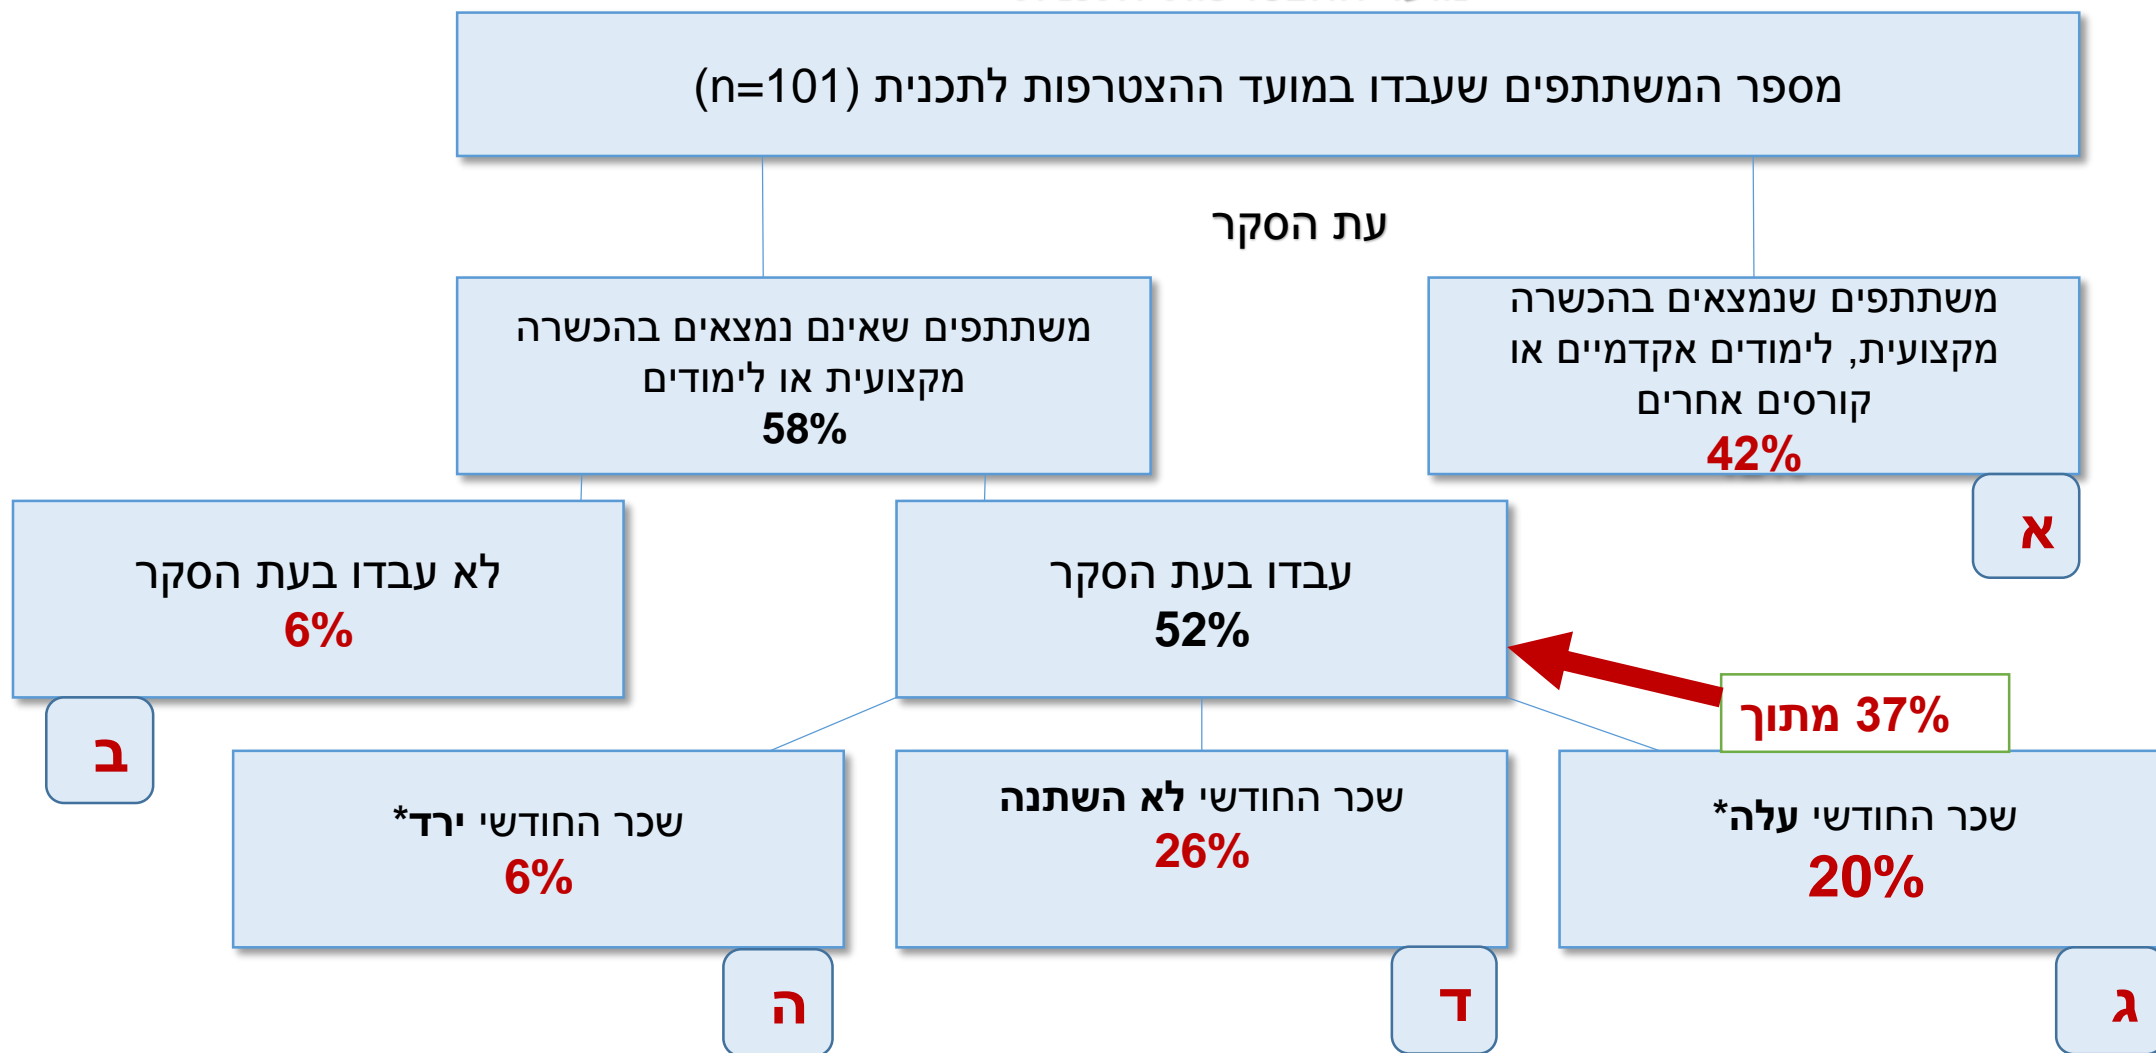 מספר המשתתפים שעבדו במועד ההצטרפות לתכנית (n=101)
עת הסקר
משתתפים שנמצאים בהכשרה
מקצועית, לימודים אקדמיים או
קורסים אחרים
42%
א
משתתפים שאינם נמצאים בהכשרה
מקצועית או לימודים
58%
עבדו בעת הסקר
52%
לא עבדו בעת הסקר
6%
ב
37% מתוך
שכר החודשי עלה*
20%
ג
שכר החודשי לא השתנה
26%
ד
שכר החודשי ירד*
6%
ה